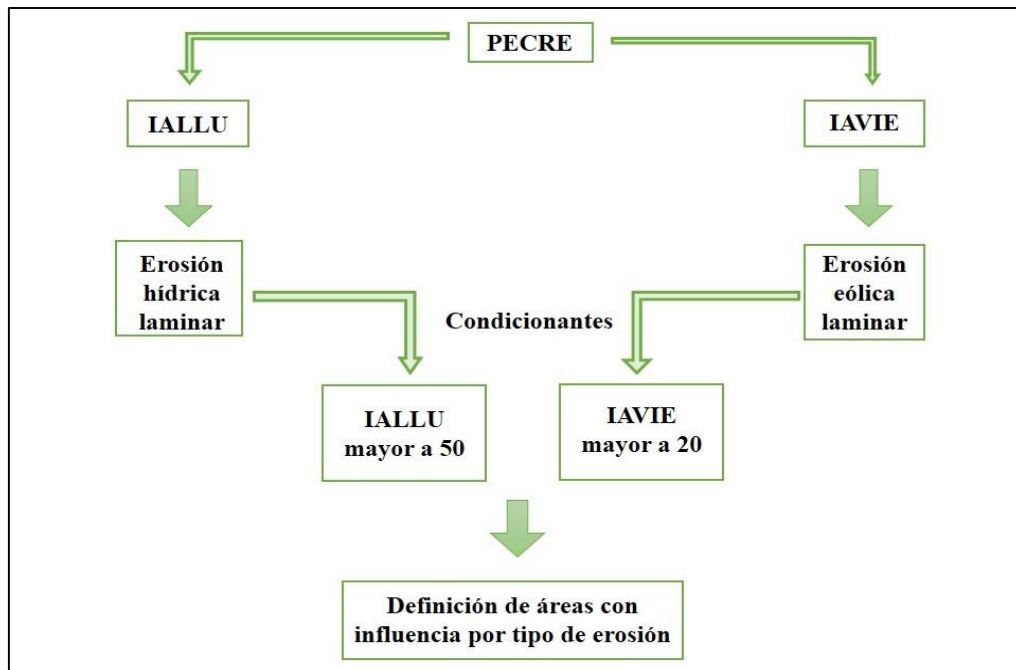 PECRE
IALLU
IAVIE
Erosión
hídrica
laminar
Erosión
eólica
laminar
Condicionantes
IALLU
mayor a 50
IAVIE
mayor a 20
Definición de áreas con
influencia por tipo de erosión